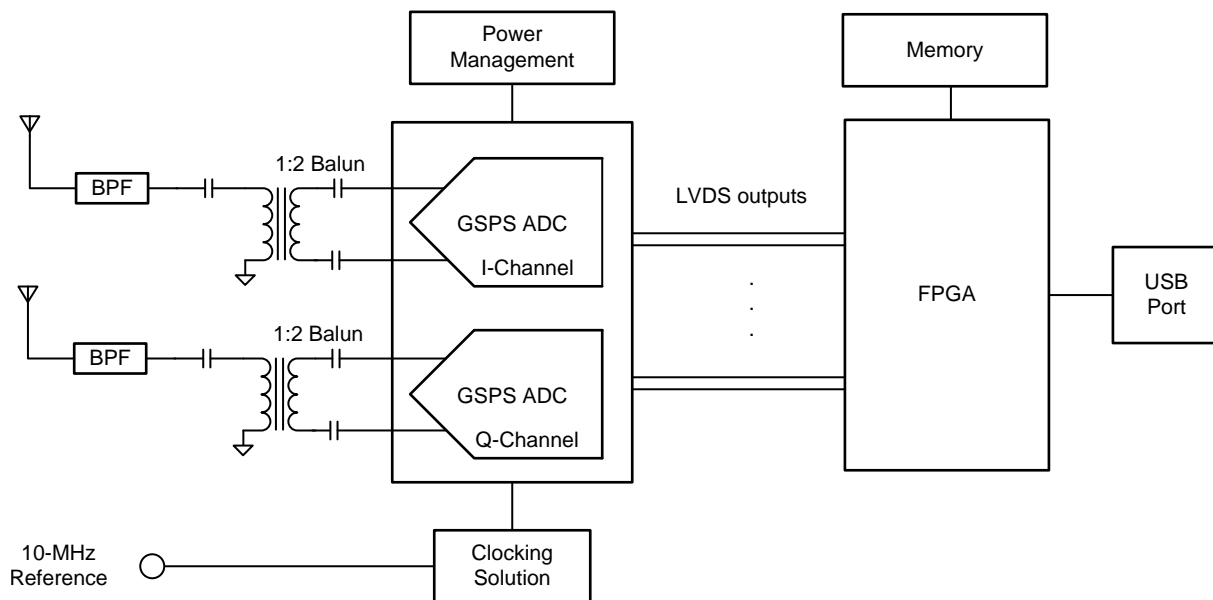 Power
Management
Memory
1:2 Balun
BPF
GSPS ADC
I-Channel
LVDS outputs
.
.
.
FPGA
USB
Port
1:2 Balun
BPF
GSPS ADC
Q-Channel
10-MHz
Reference
Clocking
Solution